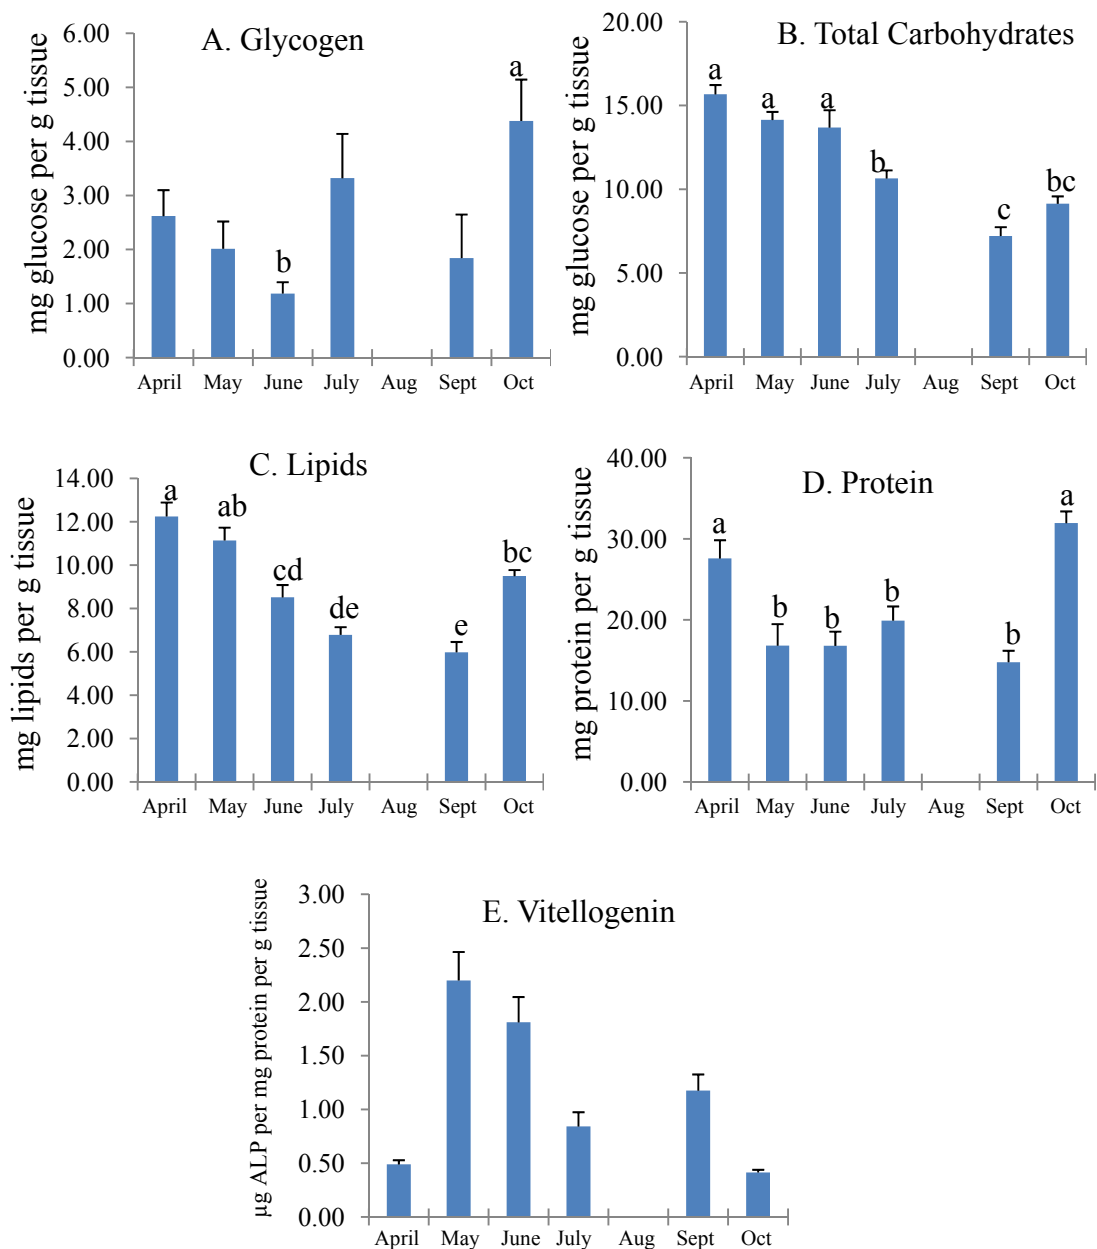 A. Glycogen
mg glucose per g tissue
6.00
5.00
4.00
3.00
2.00
1.00
0.00
a
b
April May June July Aug Sept Oct
B. Total Carbohydrates
mg glucose per g tissue
20.00
15.00
10.00
5.00
0.00
a a a b c bc
April May June July Aug Sept Oct
C. Lipids
mg lipids per g tissue
14.00
12.00
10.00
8.00
6.00
4.00
2.00
0.00
a ab cd de e bc
April May June July Aug Sept Oct
D. Protein
mg protein per g tissue
40.00
30.00
20.00
10.00
0.00
a b b b b a
April May June July Aug Sept Oct
E. Vitellogenin
µg ALP per mg protein per g tissue
3.00
2.50
2.00
1.50
1.00
0.50
0.00
April May June July Aug Sept Oct